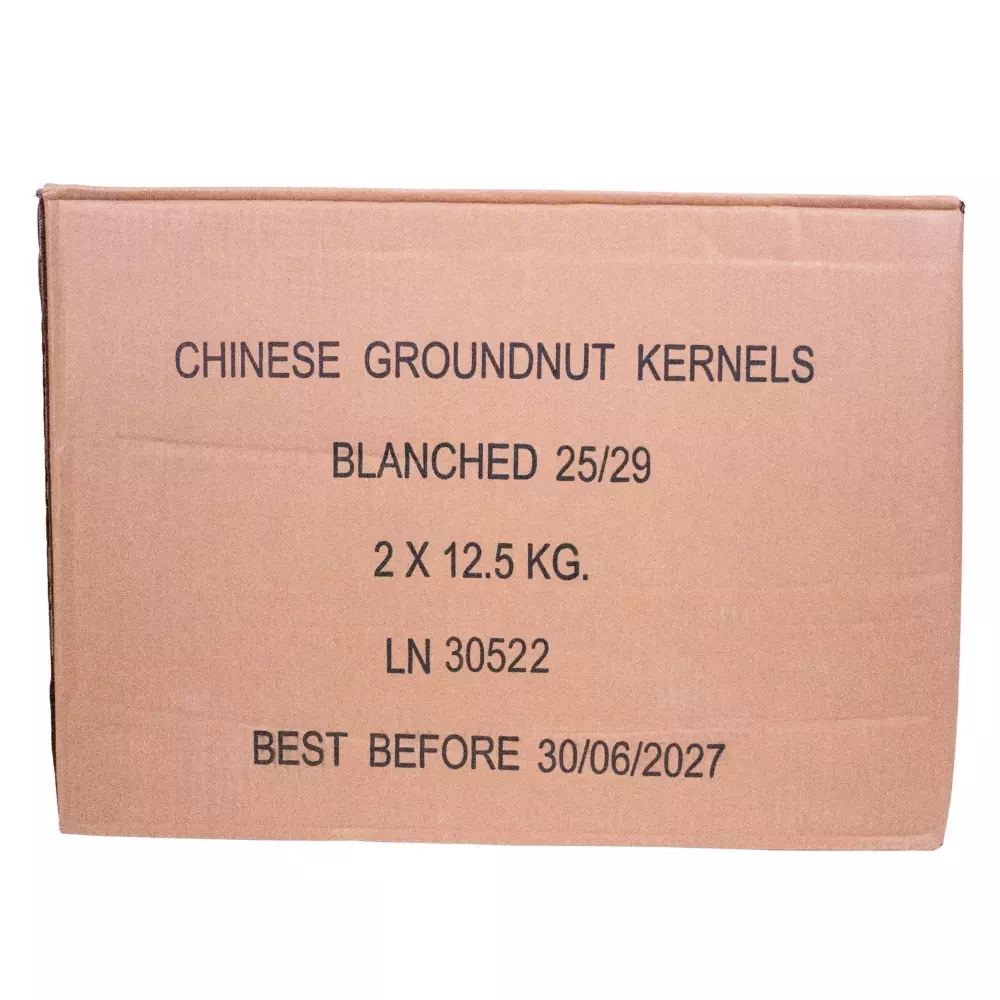 CHINESE GROUNDNUT KERNELS
BLANCHED 25/29
2 X 12.5 KG.
LN 30522
BEST BEFORE 30/06/2027